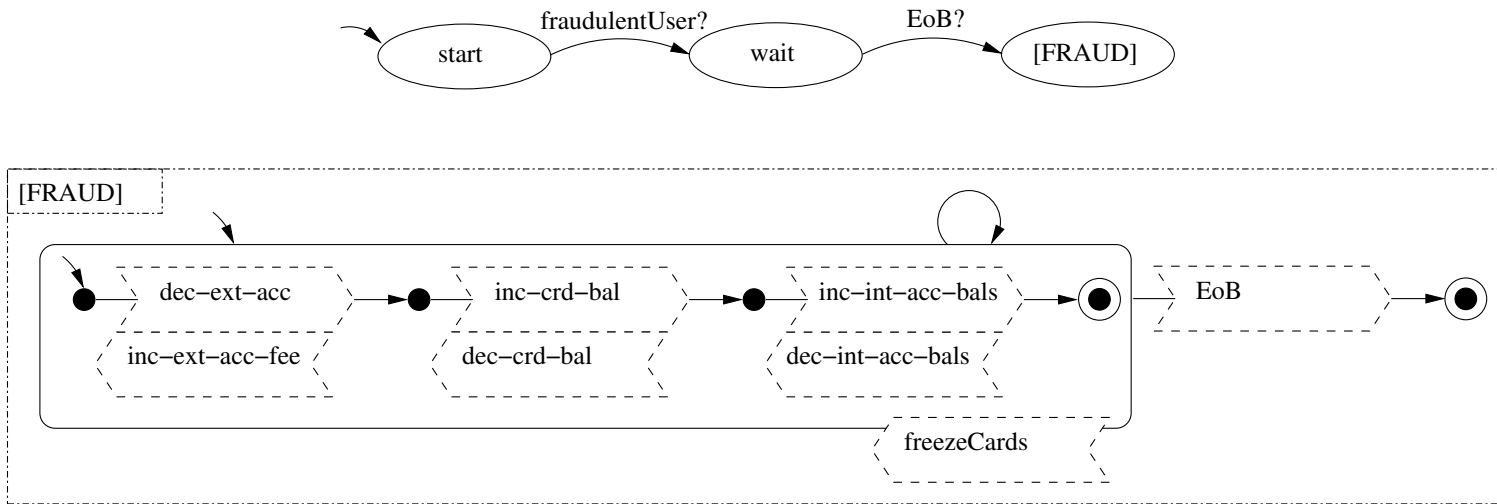 fraudulentUser?
EoB?
start
wait
[FRAUD]
[FRAUD]
dec−ext−acc
inc−crd−bal
inc−int−acc−bals
EoB
inc−ext−acc−fee
dec−crd−bal
dec−int−acc−bals
freezeCards